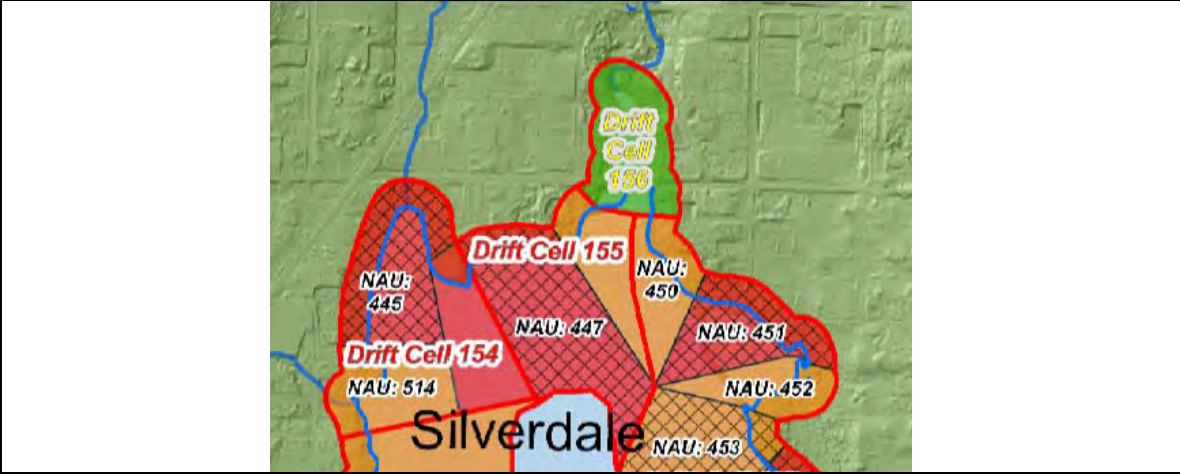 Drift
Cell
156
Drift Cell 155
NAU:
450
NAU:
445
NAU: 447
NAU: 451
Drift Cell 154
NAU: 514
NAU: 452
Silverdale
NAU: 453